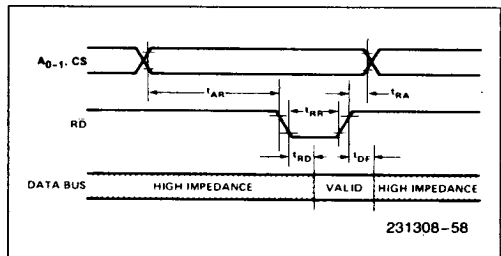 A0-1, CS
tAR
tRA
RD
tRR
tRD
tDF
DATA BUS
HIGH IMPEDANCE
VALID
HIGH IMPEDANCE
231308-58